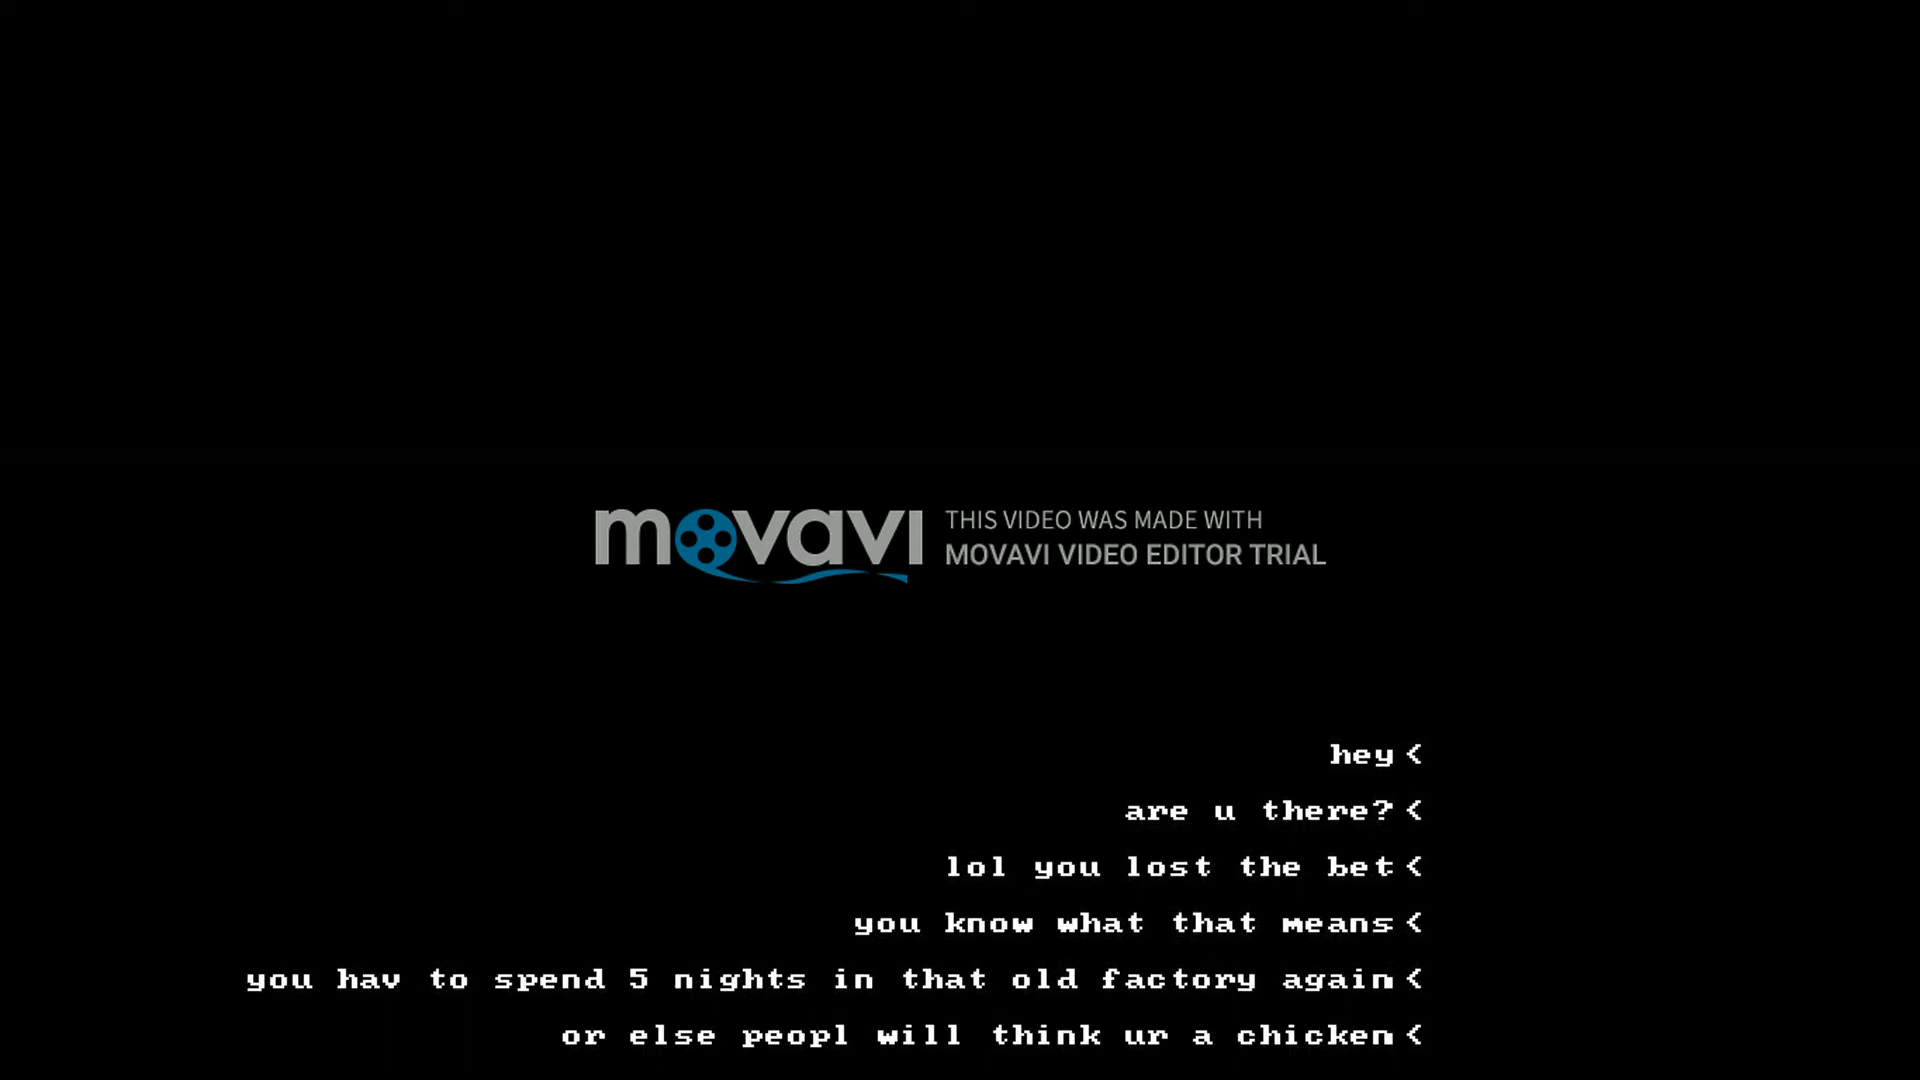 movavi
THIS VIDEO WAS MADE WITH
MOVAVI VIDEO EDITOR TRIAL
hey <
are u there? <
lol you lost the bet <
you know what that means <
you hav to spend 5 nights in that old factory again <
or else peopl will think ur a chicken <